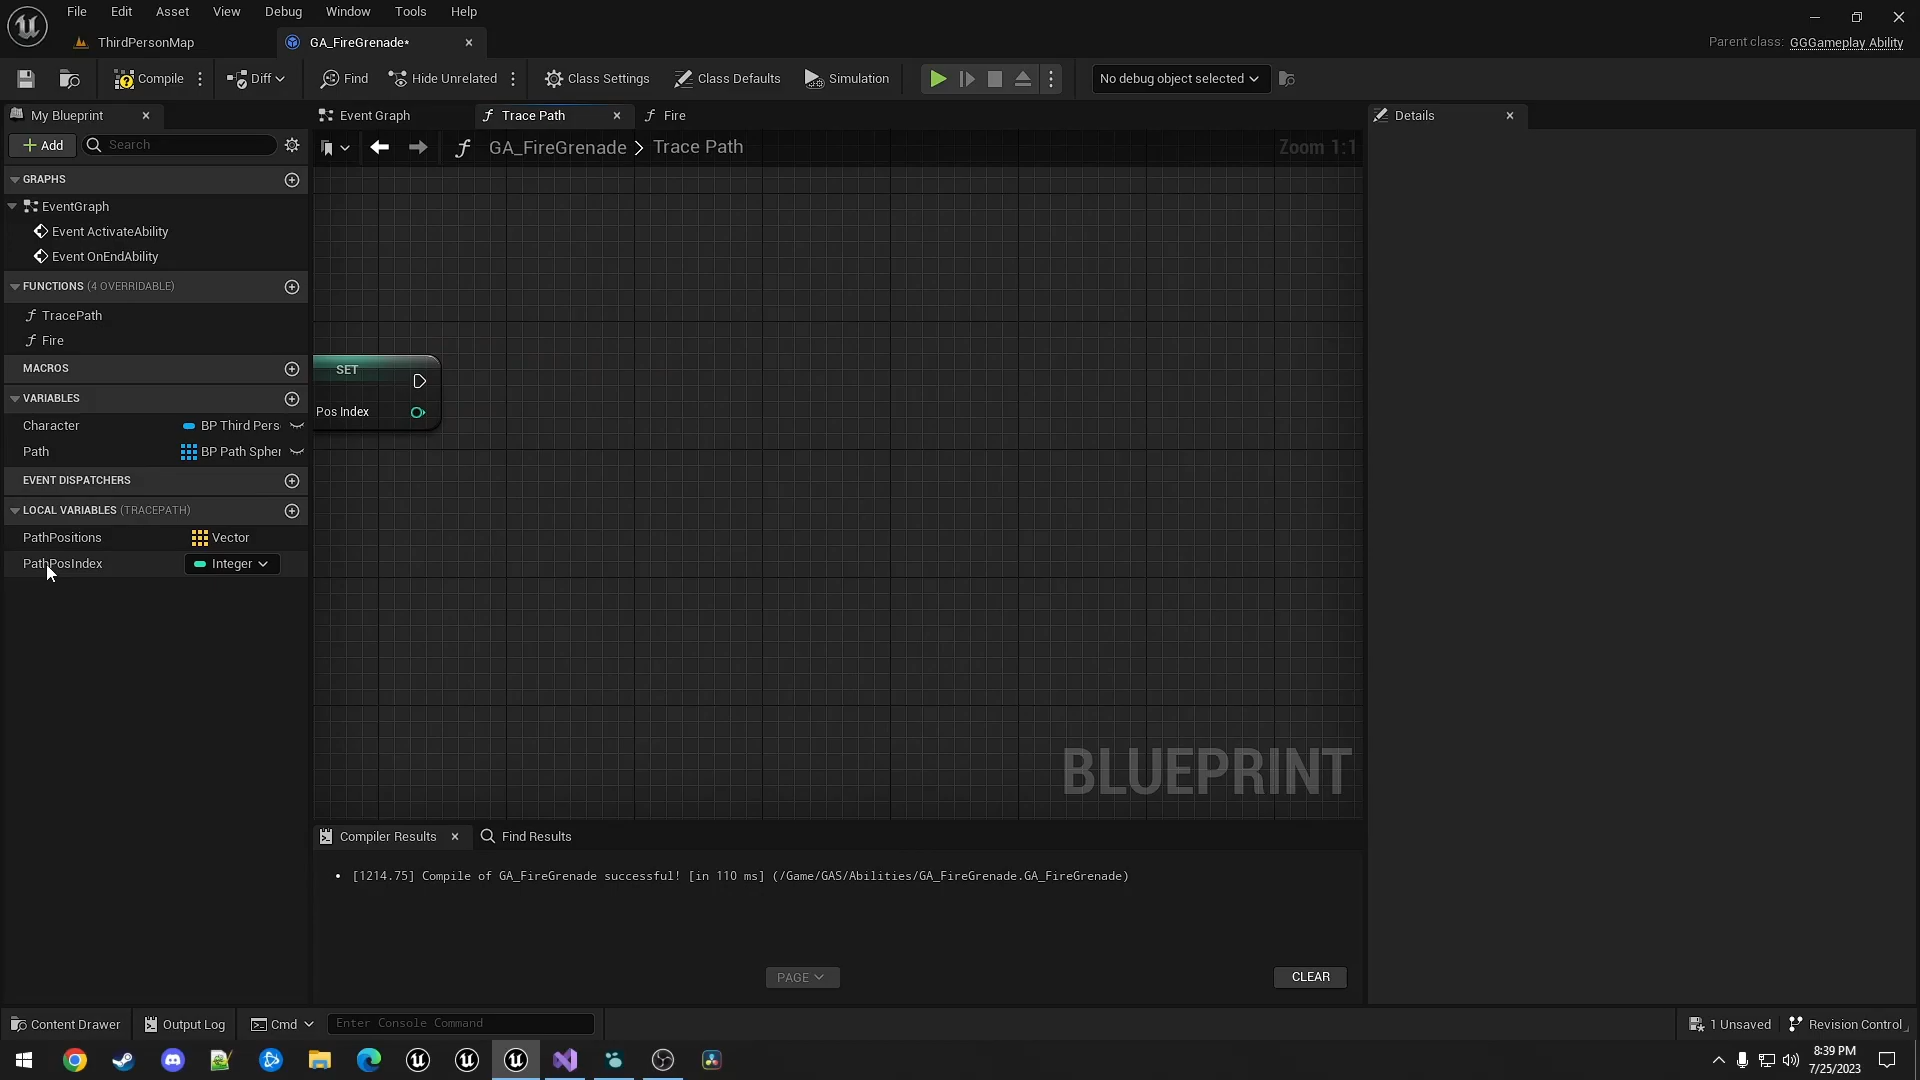 File Edit Asset View Debug Window Tools Help
ThirdPersonMap
GA_FireGrenade*
Parent class: GGGameplay Ability
Compile
Diff
Find
Hide Unrelated
Class Settings
Class Defaults
Simulation
No debug object selected
My Blueprint
Event Graph
Trace Path
Fire
Details
Add
Search
GA_FireGrenade
Trace Path
Zoom 1:1
GRAPHS
EventGraph
Event ActivateAbility
Event OnEndAbility
FUNCTIONS (4 OVERRIDABLE)
TracePath
Fire
MACROS
VARIABLES
Character BP Third Pers
Path BP Path Spher
EVENT DISPATCHERS
LOCAL VARIABLES (TRACEPATH)
PathPositions Vector
PathPosIndex Integer
SET
Pos Index
BLUEPRINT
Compiler Results
Find Results
• [1214.75] Compile of GA_FireGrenade successful! [in 110 ms] (/Game/GAS/Abilities/GA_FireGrenade.GA_FireGrenade)
PAGE
CLEAR
Content Drawer
Output Log
Cmd
Enter Console Command
1 Unsaved
Revision Control
8:39 PM
7/25/2023